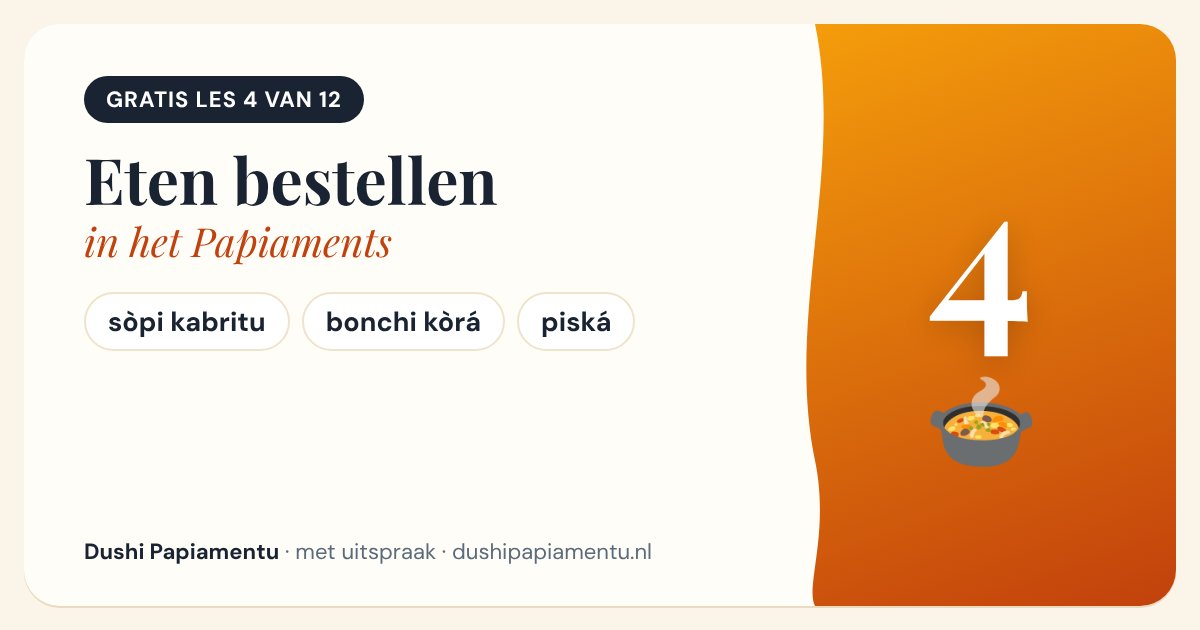 GRATIS LES 4 VAN 12
Eten bestellen
in het Papiaments
sòpi kabritu bonchi kòrá piská
4
Dushi Papiamentu · met uitspraak · dushipapiamentu.nl